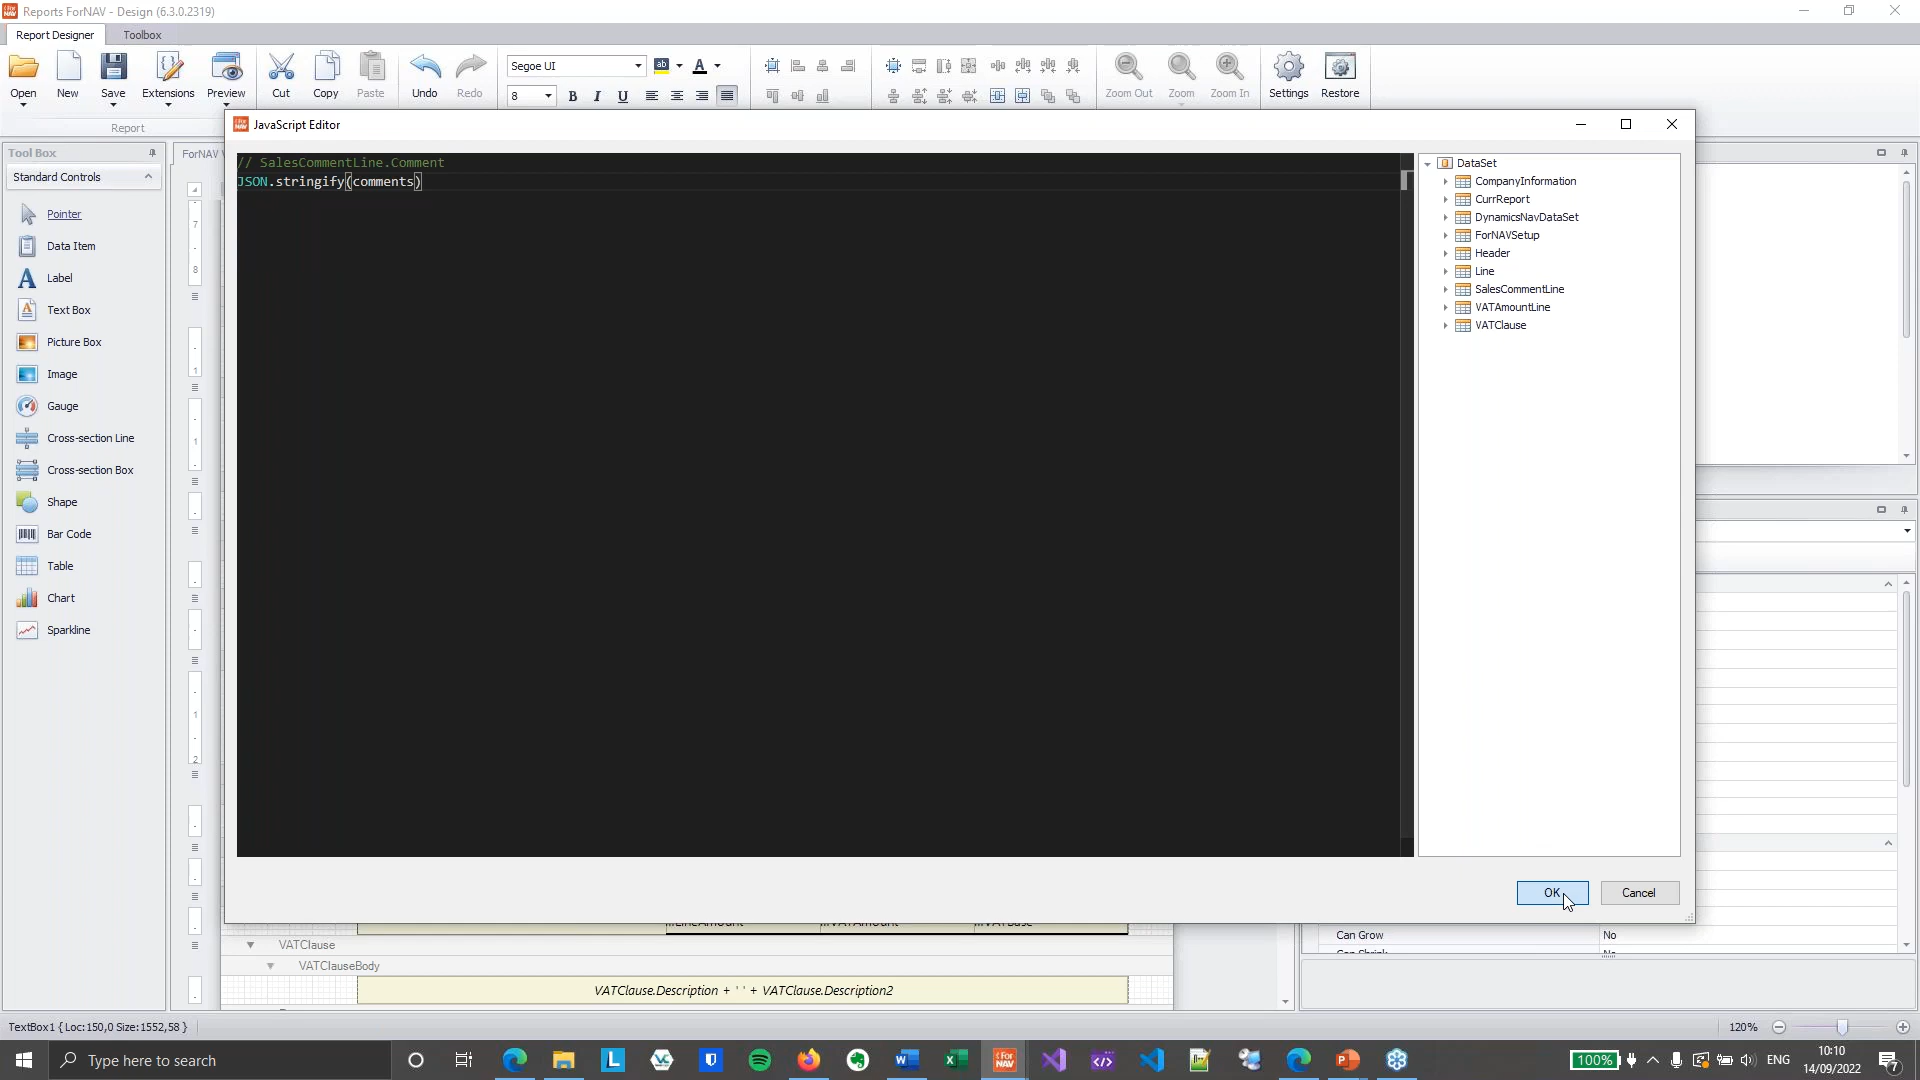 Reports ForNAV - Design (6.3.0.2319)
Report Designer Toolbox
Open New Save Extensions Preview Cut Copy Paste Undo Redo
Segoe UI
8 B I U
Zoom Out Zoom Zoom In Settings Restore
Report
JavaScript Editor
Tool Box
Standard Controls
Pointer
Data Item
Label
Text Box
Picture Box
Image
Gauge
Cross-section Line
Cross-section Box
Shape
Bar Code
Table
Chart
Sparkline
// SalesCommentLine.Comment
JSON.stringify(comments)
DataSet
CompanyInformation
CurrReport
DynamicsNavDataSet
ForNAVSetup
Header
Line
SalesCommentLine
VATAmountLine
VATClause
OK Cancel
VATClause
VATClauseBody
VATClause.Description + ' ' + VATClause.Description2
Can Grow No
TextBox1 {Loc:150,0 Size:1552,58 }
120%
Type here to search
100%
ENG
10:10
14/09/2022
7